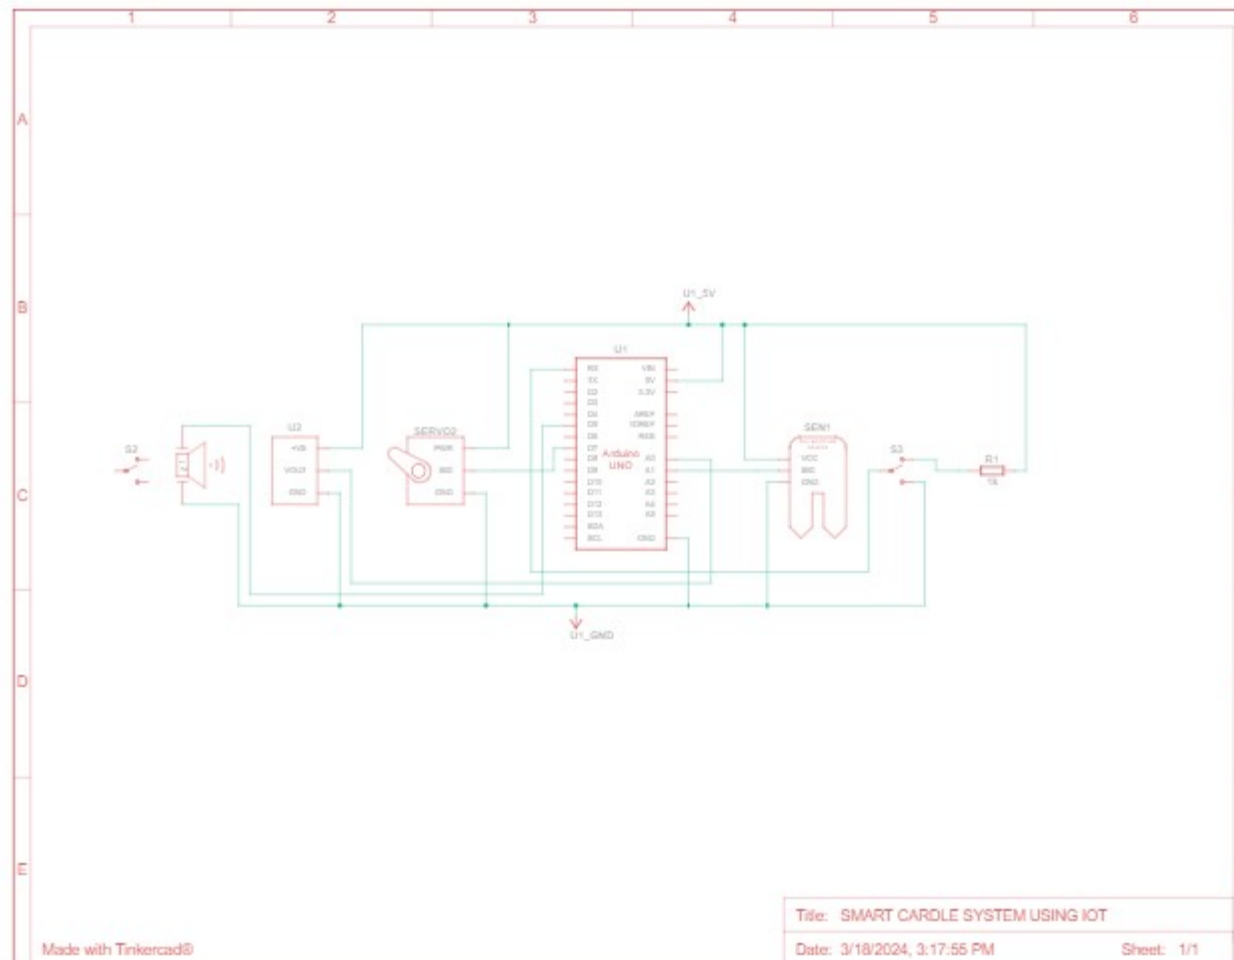 1 2 3 4 5 6
A
B
C
D
E
U1_5V
U1
RX
TX
D2
D3
D4
D5
D6
D7
D8
D9
D10
D11
D12
D13
SDA
SCL
VIN
5V
3.3V
AREF
IOREF
RES
A0
A1
A2
A3
A4
A5
GND
Arduino
UNO
S2
U2
+VS
VOUT
GND
SERVO2
PWR
SIG
GND
SEN1
VCC
SIG
GND
S3
R1
U1_GND
Title: SMART CARDLE SYSTEM USING IOT
Made with Tinkercad®
Date: 3/18/2024, 3:17:55 PM Sheet: 1/1